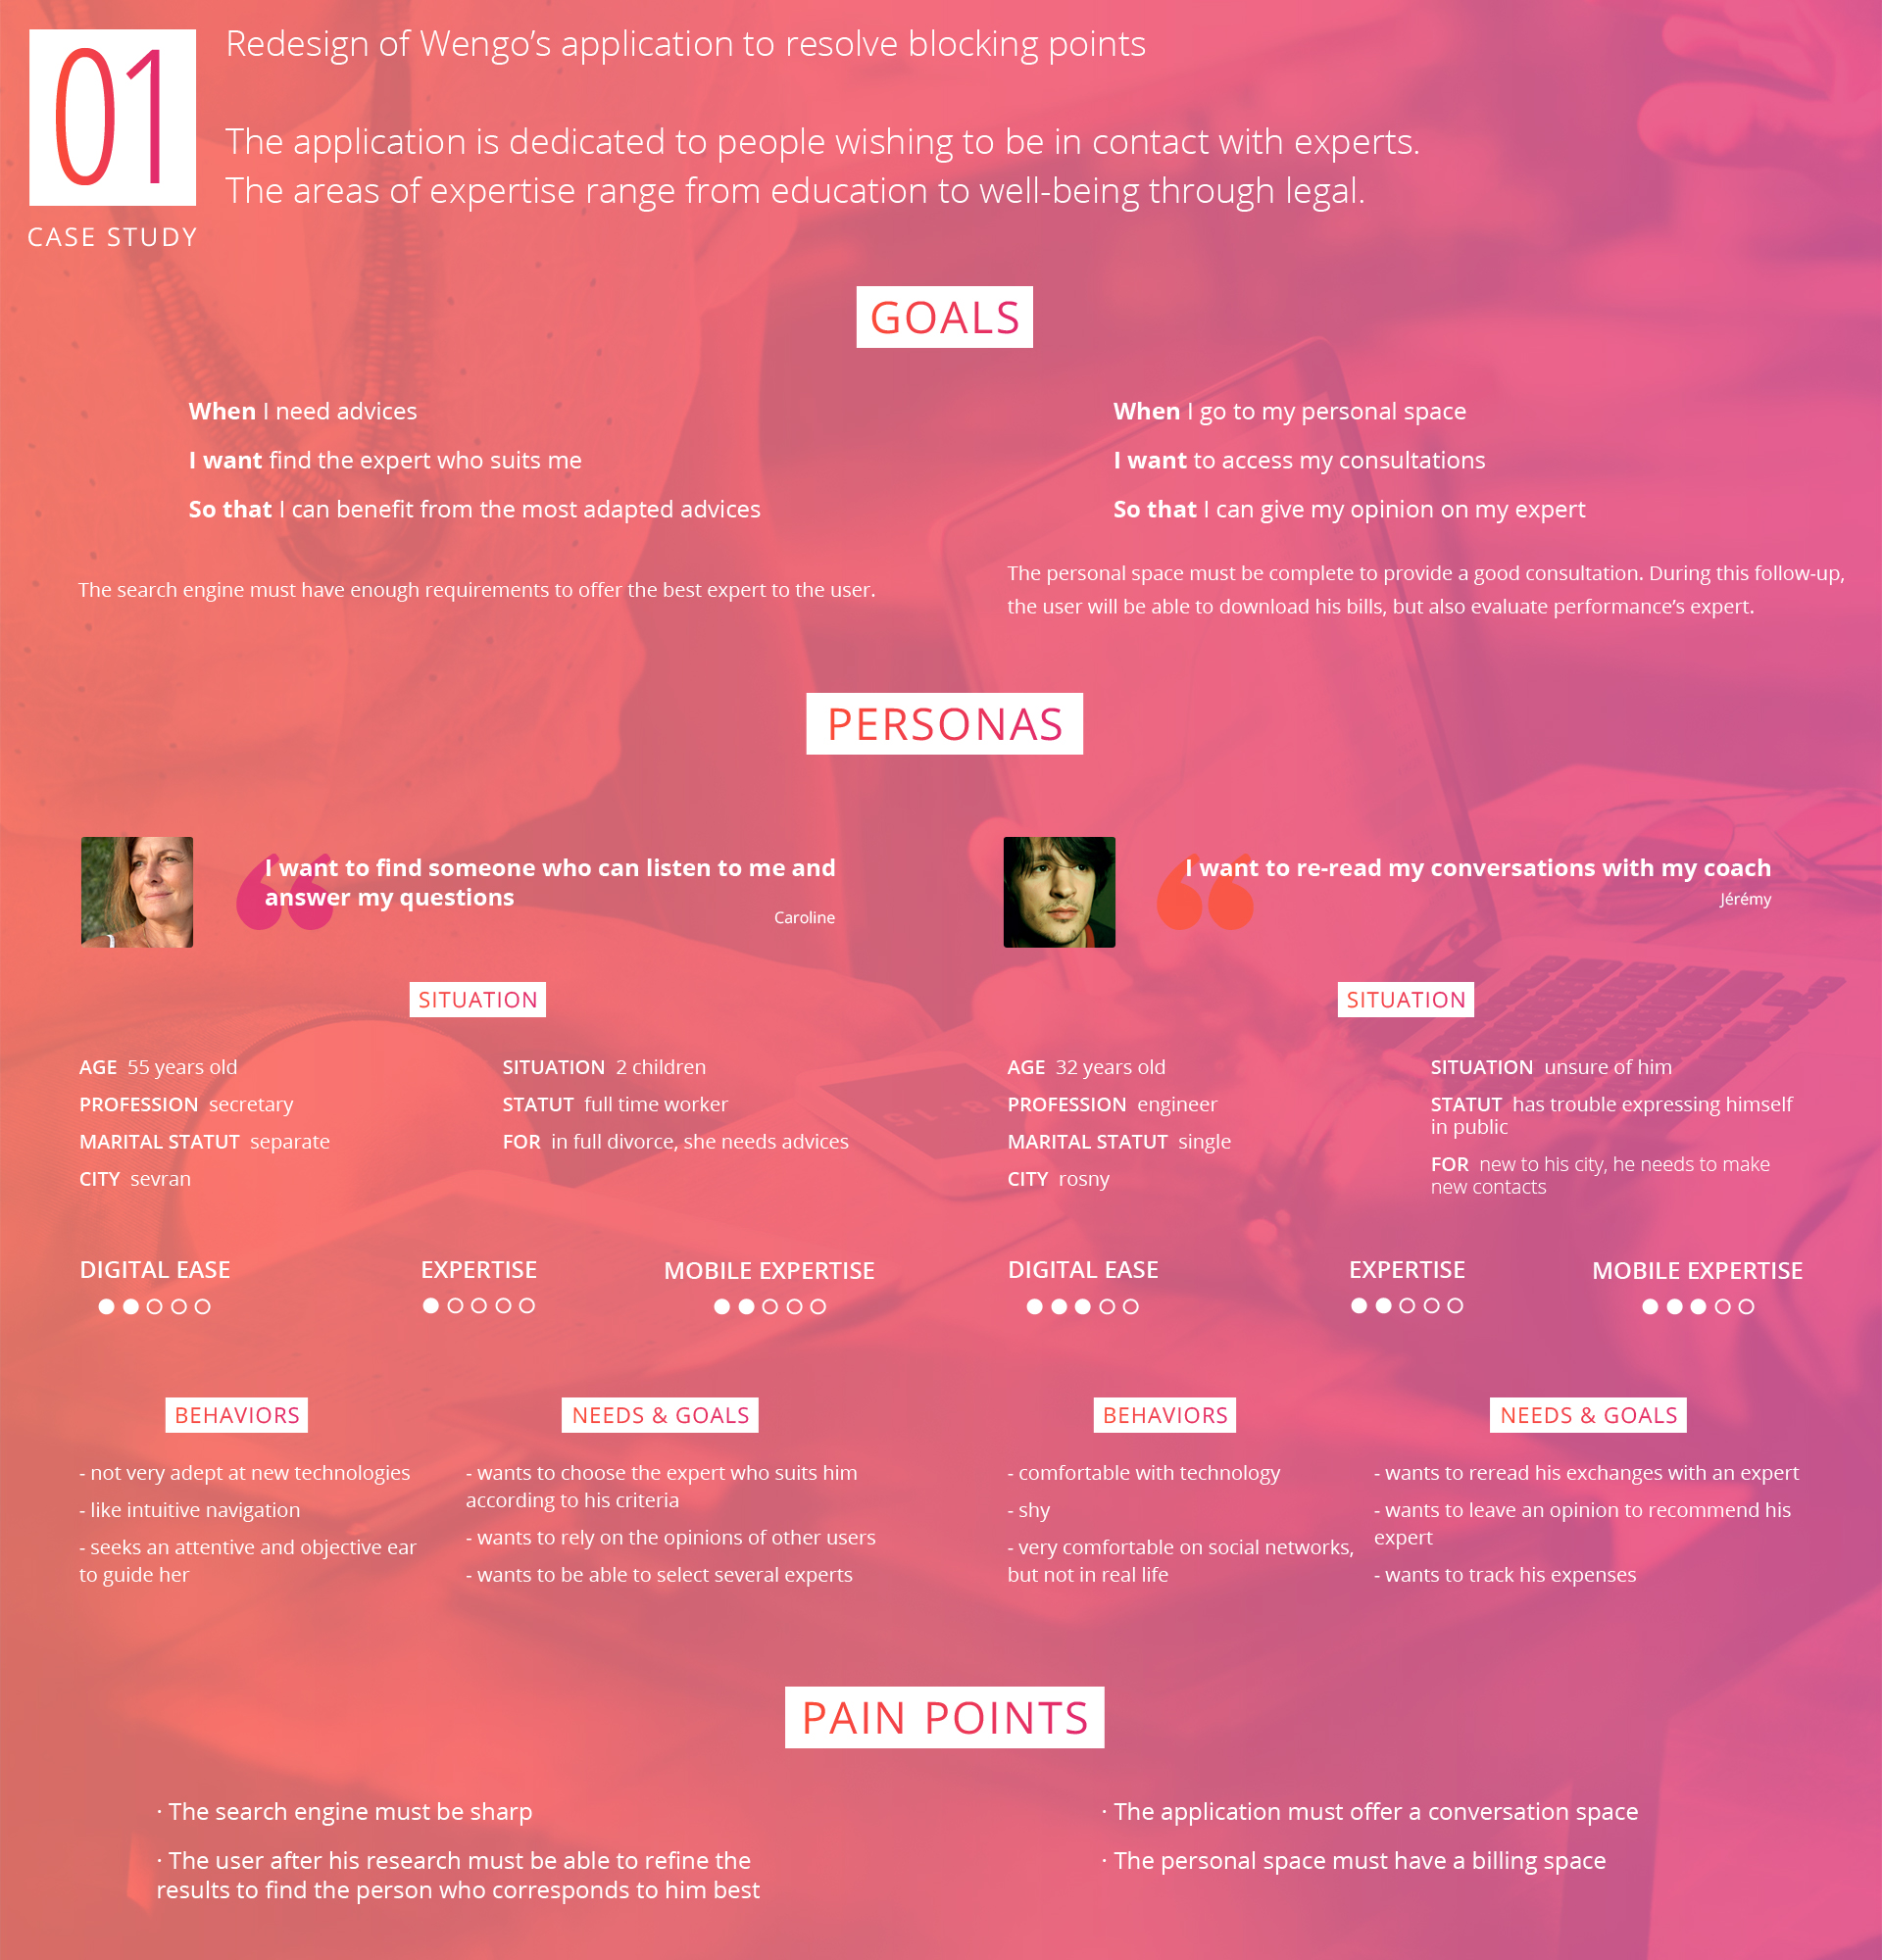 01
CASE STUDY
Redesign of Wengo's application to resolve blocking points
The application is dedicated to people wishing to be in contact with experts.
The areas of expertise range from education to well-being through legal.
GOALS
When I need advices
I want find the expert who suits me
So that I can benefit from the most adapted advices
The search engine must have enough requirements to offer the best expert to the user.
When I go to my personal space
I want to access my consultations
So that I can give my opinion on my expert
The personal space must be complete to provide a good consultation. During this follow-up,
the user will be able to download his bills, but also evaluate performance's expert.
PERSONAS
I want to find someone who can listen to me and
answer my questions
Caroline
SITUATION
AGE 55 years old
PROFESSION secretary
MARITAL STATUT separate
CITY sevran
SITUATION 2 children
STATUT full time worker
FOR in full divorce, she needs advices
DIGITAL EASE
EXPERTISE
MOBILE EXPERTISE
BEHAVIORS
- not very adept at new technologies
- like intuitive navigation
- seeks an attentive and objective ear
to guide her
NEEDS & GOALS
- wants to choose the expert who suits him
according to his criteria
- wants to rely on the opinions of other users
- wants to be able to select several experts
I want to re-read my conversations with my coach
Jérémy
SITUATION
AGE 32 years old
PROFESSION engineer
MARITAL STATUT single
CITY rosny
SITUATION unsure of him
STATUT has trouble expressing himself
in public
FOR new to his city, he needs to make
new contacts
DIGITAL EASE
EXPERTISE
MOBILE EXPERTISE
BEHAVIORS
- comfortable with technology
- shy
- very comfortable on social networks,
but not in real life
NEEDS & GOALS
- wants to reread his exchanges with an expert
- wants to leave an opinion to recommend his
expert
- wants to track his expenses
PAIN POINTS
· The search engine must be sharp
· The user after his research must be able to refine the
results to find the person who corresponds to him best
· The application must offer a conversation space
· The personal space must have a billing space